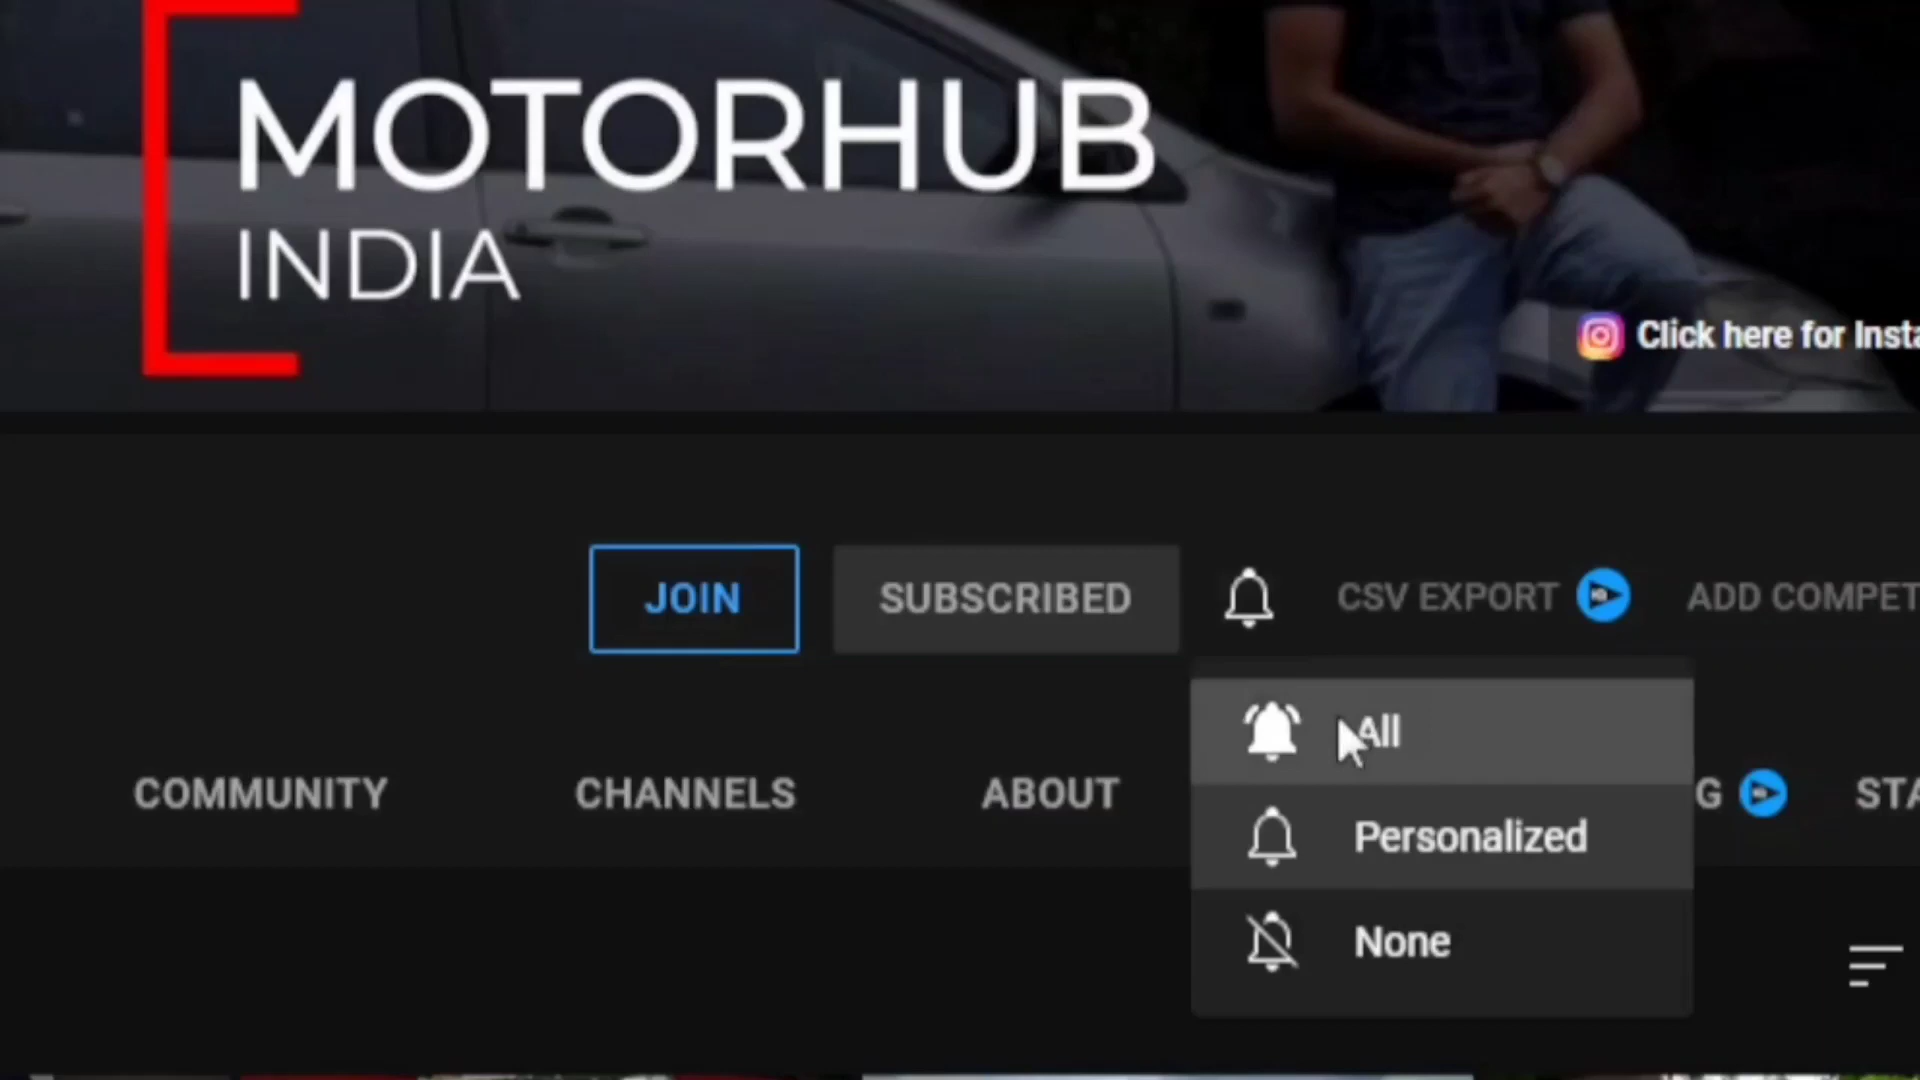 MOTORHUB
INDIA
Click here for Insta
JOIN
SUBSCRIBED
CSV EXPORT
ADD COMPET
All
COMMUNITY
CHANNELS
ABOUT
G
STA
Personalized
None